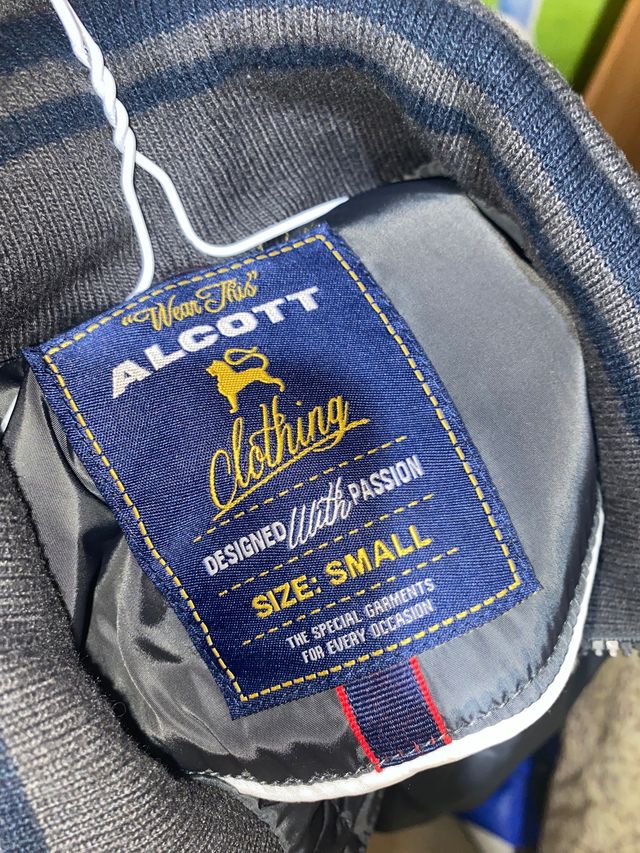 "Wear This"
ALCOTT
Clothing
DESIGNED With PASSION
SIZE: SMALL
THE SPECIAL GARMENTS
FOR EVERY OCCASION